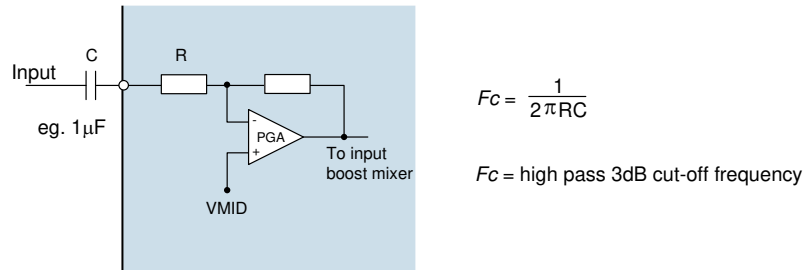 C
R
Input
eg. 1µF
-
PGA
+
To input
boost mixer
VMID
Fc = 1
2πRC
Fc = high pass 3dB cut-off frequency